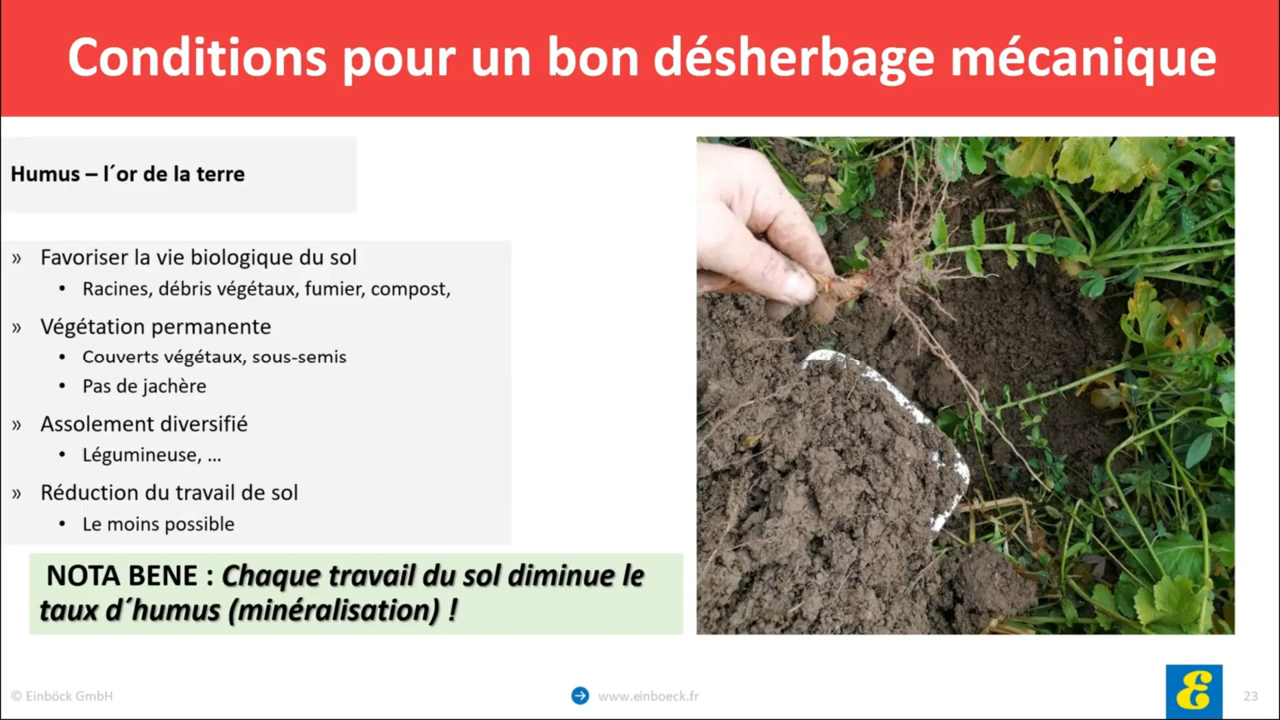 Conditions pour un bon désherbage mécanique
Humus – l´or de la terre
» Favoriser la vie biologique du sol
• Racines, débris végétaux, fumier, compost,
» Végétation permanente
• Couverts végétaux, sous-semis
• Pas de jachère
» Assolement diversifié
• Légumineuse, ...
» Réduction du travail de sol
• Le moins possible
NOTA BENE : Chaque travail du sol diminue le
taux d´humus (minéralisation) !
© Einböck GmbH
www.einboeck.fr
E
23